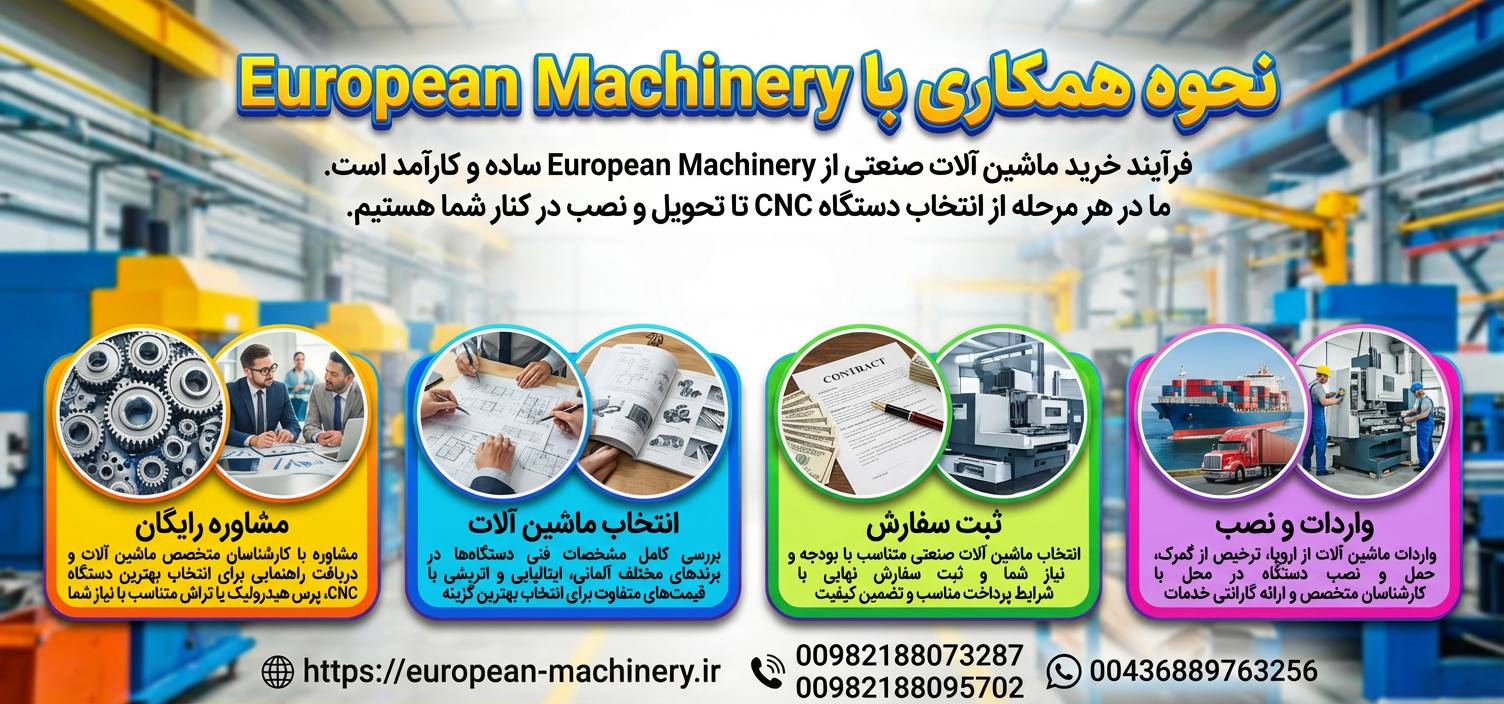 نحوه همکاری با European Machinery
فرآیند خرید ماشین آلات صنعتی از European Machinery ساده و کارآمد است.
ما در هر مرحله از انتخاب دستگاه CNC تا تحویل و نصب در کنار شما هستیم.
واردات و نصب
واردات ماشین آلات از اروپا، ترخیص از گمرک،
حمل و نصب دستگاه در محل با
کارشناسان متخصص و ارائه گارانتی خدمات
CONTRACT
ثبت سفارش
انتخاب ماشین آلات صنعتی متناسب با بودجه و
نیاز شما و ثبت سفارش نهایی با
شرایط پرداخت مناسب و تضمین کیفیت
انتخاب ماشین آلات
بررسی کامل مشخصات فنی دستگاه‌ها در
برندهای مختلف آلمانی، ایتالیایی و اتریشی با
قیمت‌های متفاوت برای انتخاب بهترین گزینه
مشاوره رایگان
مشاوره با کارشناسان متخصص ماشین آلات و
دریافت راهنمایی برای انتخاب بهترین دستگاه
CNC، پرس هیدرولیک یا تراش متناسب با نیاز شما
https://european-machinery.ir
00982188073287
00982188095702
00436889763256